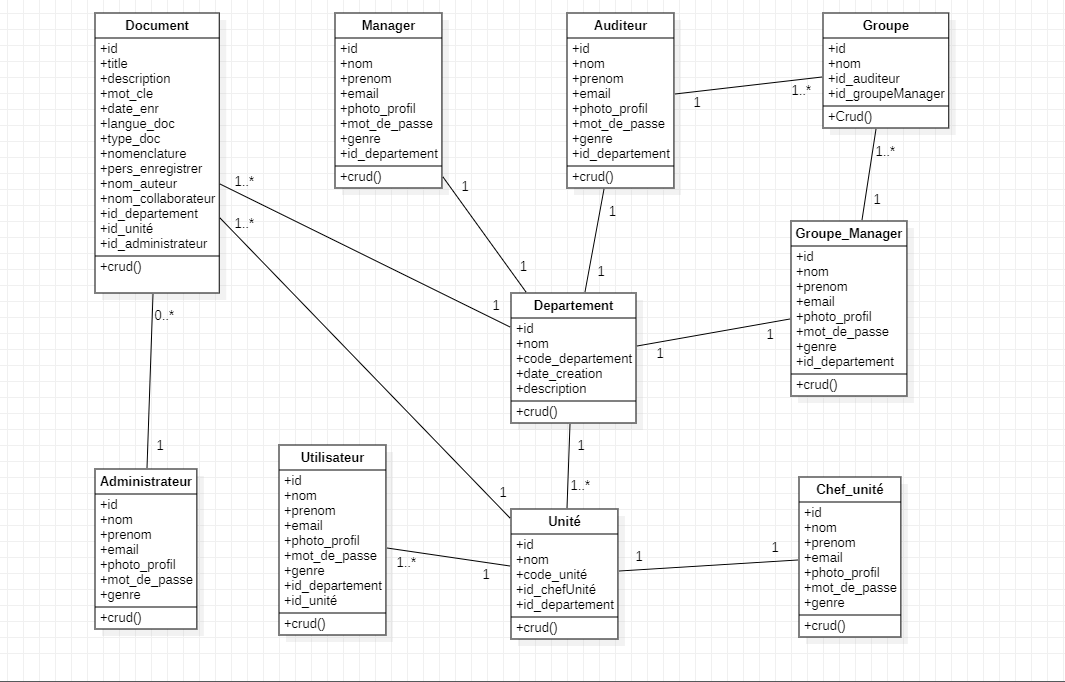 Document
+id
+title
+description
+mot_cle
+date_enr
+langue_doc
+type_doc
+nomenclature
+pers_enregistrer
+nom_auteur
+nom_collaborateur
+id_departement
+id_unité
+id_administrateur
+crud()
Manager
+id
+nom
+prenom
+email
+photo_profil
+mot_de_passe
+genre
+id_departement
+crud()
Auditeur
+id
+nom
+prenom
+email
+photo_profil
+mot_de_passe
+genre
+id_departement
+crud()
Groupe
+id
+nom
+id_auditeur
+id_groupeManager
+Crud()
1
1..*
1..*
1
1..*
1..*
1
1
1
1
1
1
1
1
0..*
1
1
1..*
1
1..*
1
1
1
Groupe_Manager
+id
+nom
+prenom
+email
+photo_profil
+mot_de_passe
+genre
+id_departement
+crud()
Departement
+id
+nom
+code_departement
+date_creation
+description
+crud()
Administrateur
+id
+nom
+prenom
+email
+photo_profil
+mot_de_passe
+genre
+crud()
Utilisateur
+id
+nom
+prenom
+email
+photo_profil
+mot_de_passe
+genre
+id_departement
+id_unité
+crud()
Unité
+id
+nom
+code_unité
+id_chefUnité
+id_departement
+crud()
Chef_unité
+id
+nom
+prenom
+email
+photo_profil
+mot_de_passe
+genre
+crud()